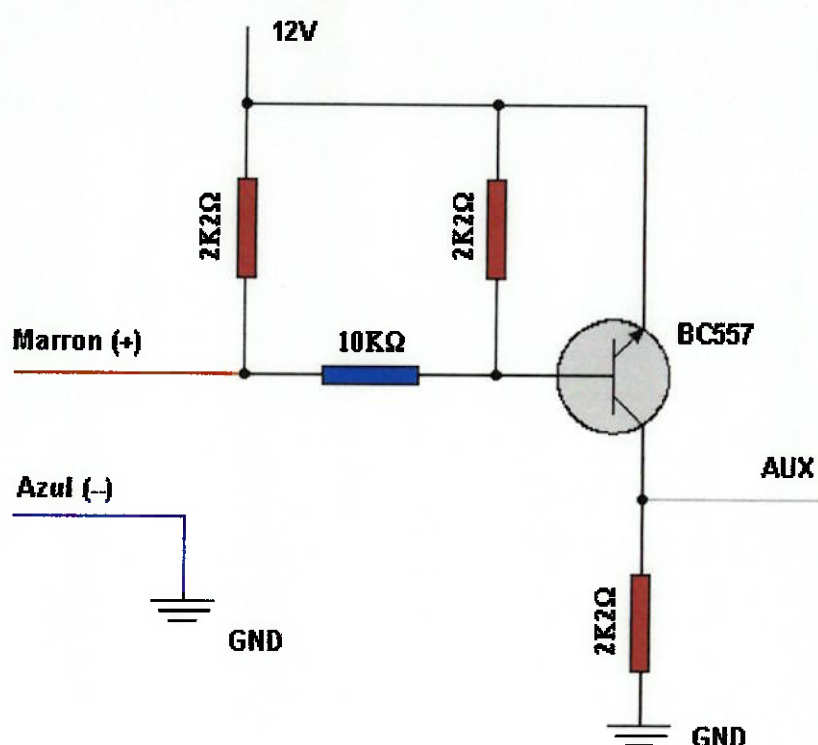 12V
2K2Ω
2K2Ω
BC557
Marron (+)
10KΩ
AUX
Azul (--)
2K2Ω
GND
GND